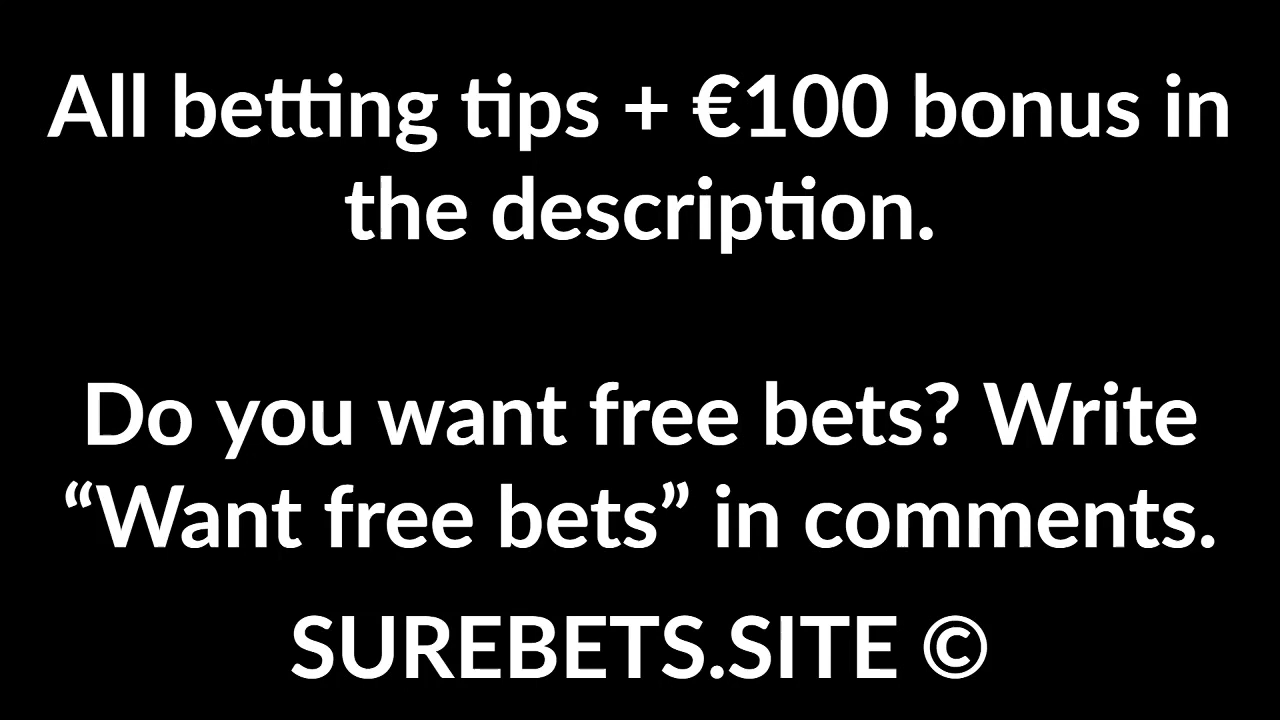 All betting tips + €100 bonus in
the description.
Do you want free bets? Write
“Want free bets” in comments.
SUREBETS.SITE ©